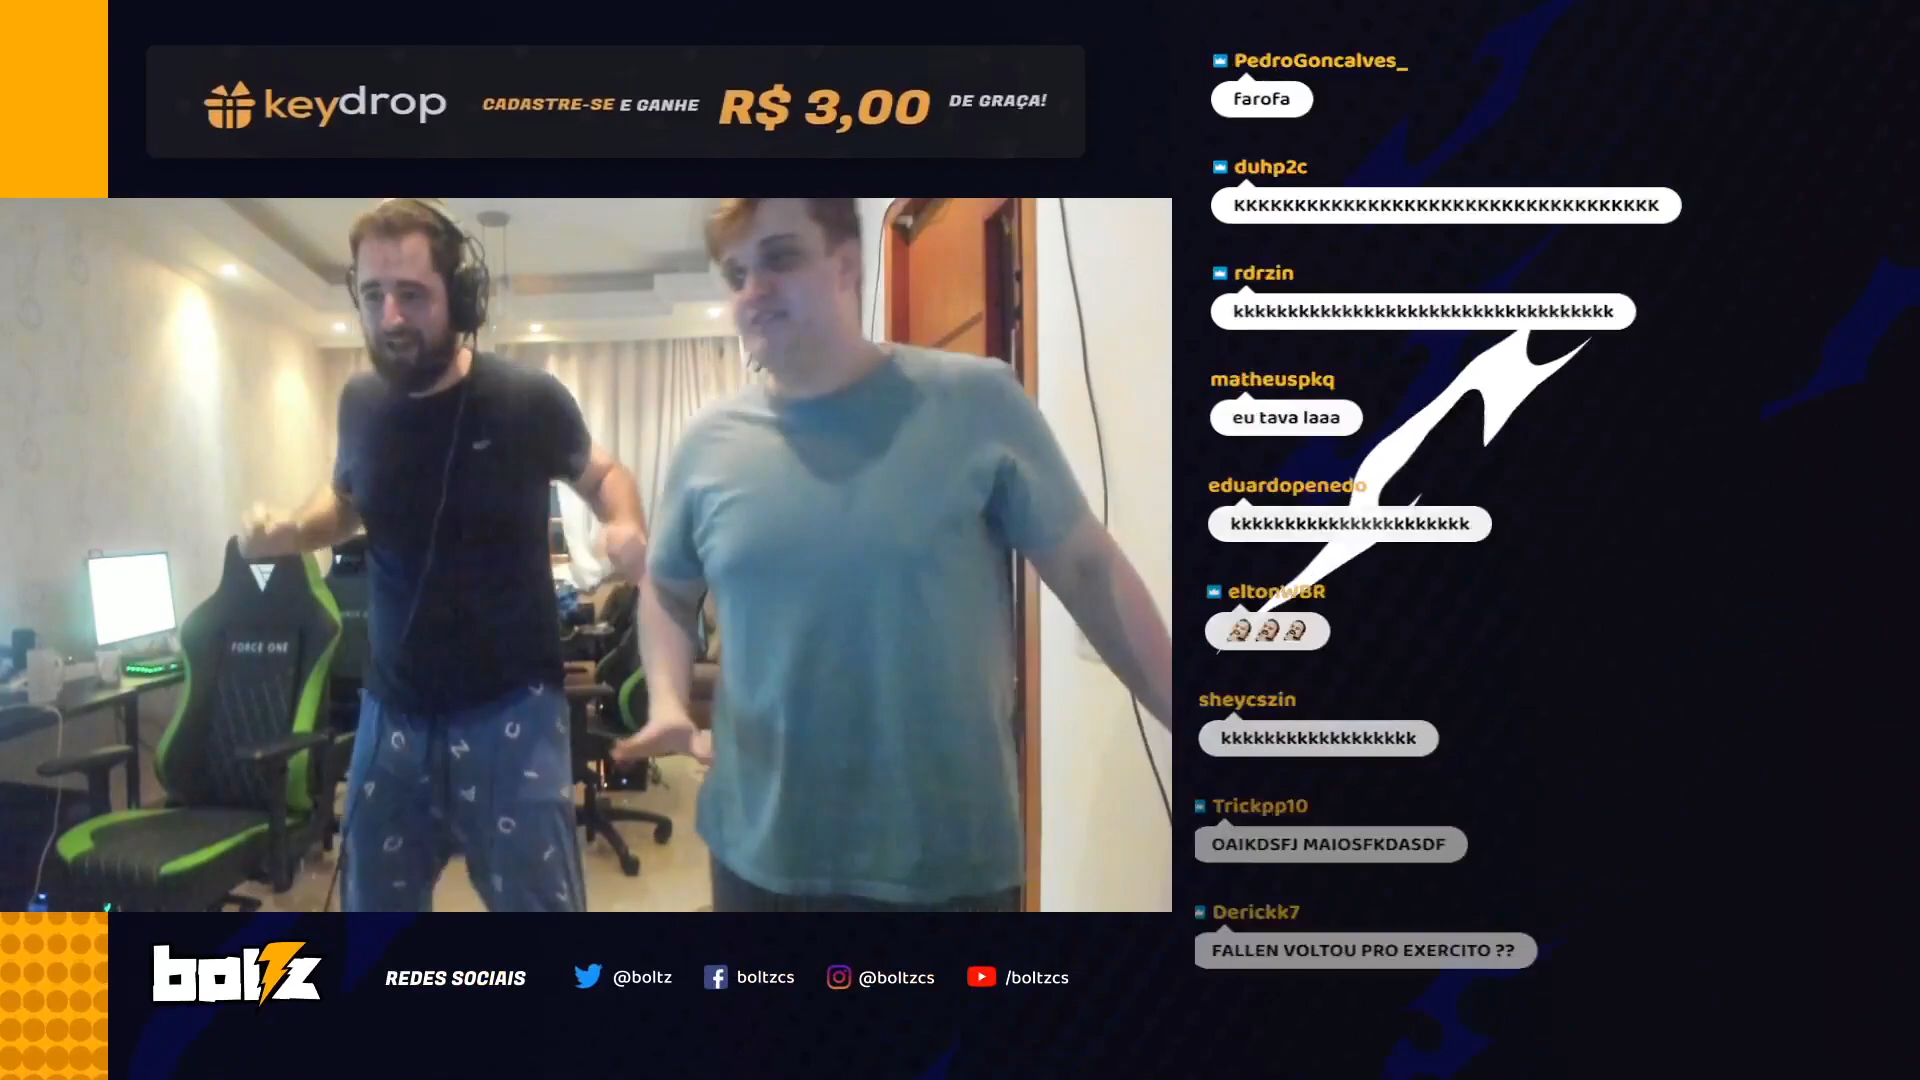 keydrop CADASTRE-SE E GANHE R$ 3,00 DE GRAÇA!
PedroGoncalves_
farofa
duhp2c
KKKKKKKKKKKKKKKKKKKKKKKKKKKKKKKKKKK
rdrzin
kkkkkkkkkkkkkkkkkkkkkkkkkkkkkkkkkkk
matheuspkq
eu tava laaa
eduardopenedo
kkkkkkkkkkkkkkkkkkkkkk
eltonWBR
sheycszin
kkkkkkkkkkkkkkkkkk
Trickpp10
OAIKDSFJ MAIOSFKDASDF
Derickk7
FALLEN VOLTOU PRO EXERCITO ??
FORCE ONE
boltz REDES SOCIAIS @boltz boltzcs @boltzcs /boltzcs